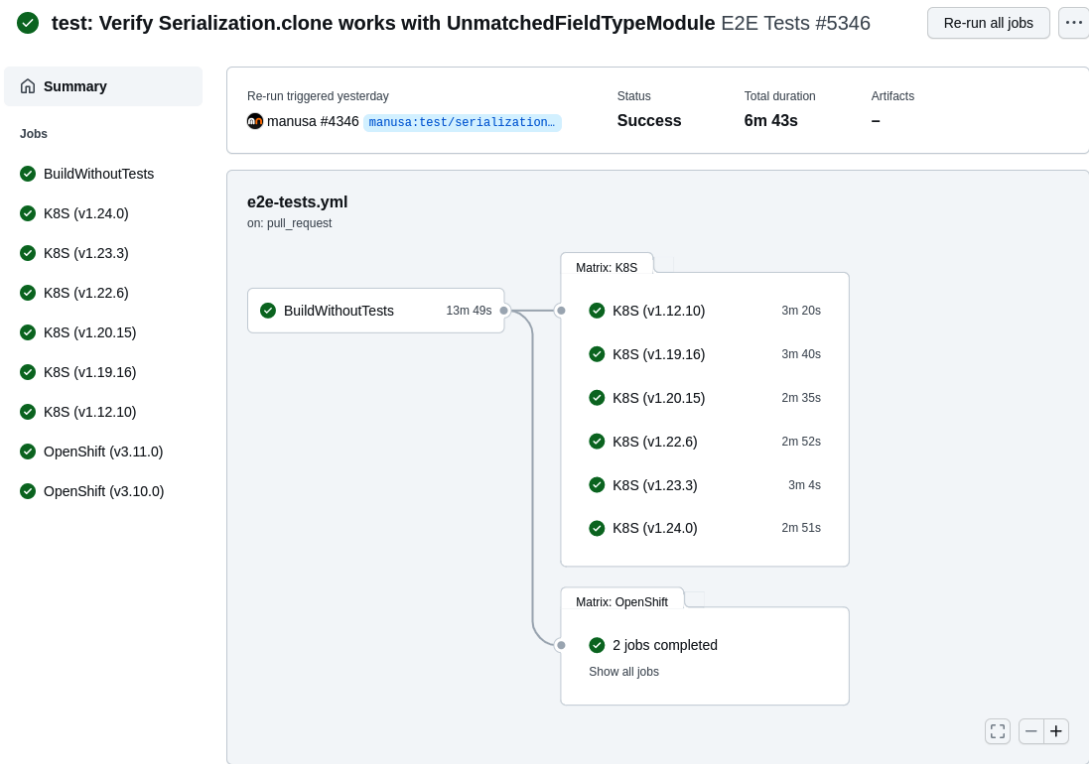 test: Verify Serialization.clone works with UnmatchedFieldTypeModule E2E Tests #5346
Re-run all jobs
Summary
Jobs
BuildWithoutTests
K8S (v1.24.0)
K8S (v1.23.3)
K8S (v1.22.6)
K8S (v1.20.15)
K8S (v1.19.16)
K8S (v1.12.10)
OpenShift (v3.11.0)
OpenShift (v3.10.0)
Re-run triggered yesterday
manusa #4346 manusa:test/serialization…
Status
Success
Total duration
6m 43s
Artifacts
–
e2e-tests.yml
on: pull_request
BuildWithoutTests 13m 49s
Matrix: K8S
K8S (v1.12.10) 3m 20s
K8S (v1.19.16) 3m 40s
K8S (v1.20.15) 2m 35s
K8S (v1.22.6) 2m 52s
K8S (v1.23.3) 3m 4s
K8S (v1.24.0) 2m 51s
Matrix: OpenShift
2 jobs completed
Show all jobs